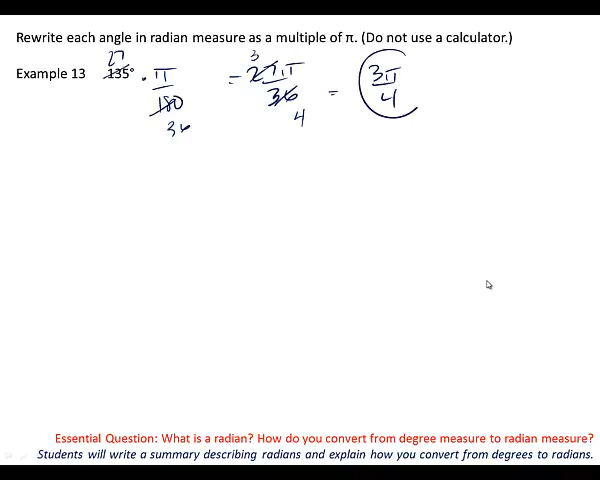 Rewrite each angle in radian measure as a multiple of π. (Do not use a calculator.)
27 3
Example 13 135° · π/180 = 27π/36 = 3π/4
36 4
Essential Question: What is a radian? How do you convert from degree measure to radian measure?
Students will write a summary describing radians and explain how you convert from degrees to radians.